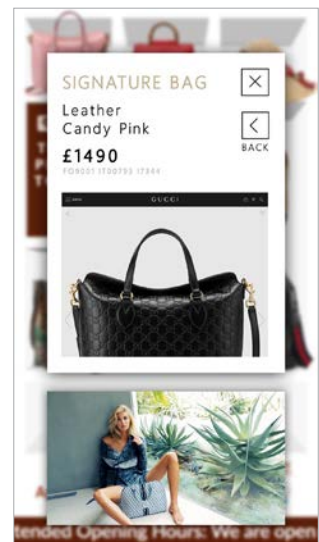 SIGNATURE BAG
Leather
Candy Pink
£1490
BACK
GUCCI
tended Opening Hours: We are open